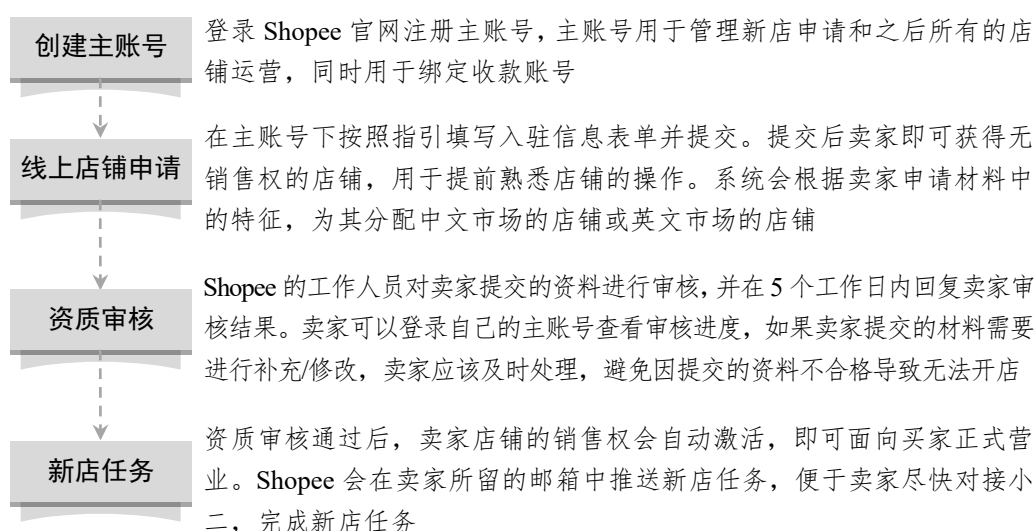 创建主账号
登录 Shopee 官网注册主账号，主账号用于管理新店申请和之后所有的店
铺运营，同时用于绑定收款账号
线上店铺申请
在主账号下按照指引填写入驻信息表单并提交。提交后卖家即可获得无
销售权的店铺，用于提前熟悉店铺的操作。系统会根据卖家申请材料中
的特征，为其分配中文市场的店铺或英文市场的店铺
资质审核
Shopee 的工作人员对卖家提交的资料进行审核，并在 5 个工作日内回复卖家审
核结果。卖家可以登录自己的主账号查看审核进度，如果卖家提交的材料需要
进行补充/修改，卖家应该及时处理，避免因提交的资料不合格导致无法开店
新店任务
资质审核通过后，卖家店铺的销售权会自动激活，即可面向买家正式营
业。Shopee 会在卖家所留的邮箱中推送新店任务，便于卖家尽快对接小
二，完成新店任务